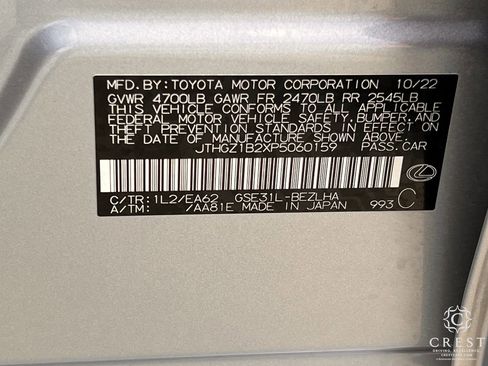 MFD.BY:TOYOTA MOTOR CORPORATION 10/22
GVWR 4700LB GAWR FR 2470LB RR 2545LB
THIS VEHICLE CONFORMS TO ALL APPLICABLE
FEDERAL MOTOR VEHICLE SAFETY,BUMPER,AND
THEFT PREVENTION STANDARDS IN EFFECT ON
THE DATE OF MANUFACTURE SHOWN ABOVE.
JTHGZ1B2XP5060159 PASS.CAR
C/TR:1L2/EA62 GSE31L-BEZLHA
A/TM: /AA81E MADE IN JAPAN 993 C
CREST
DRIVING. EXCELLENCE.